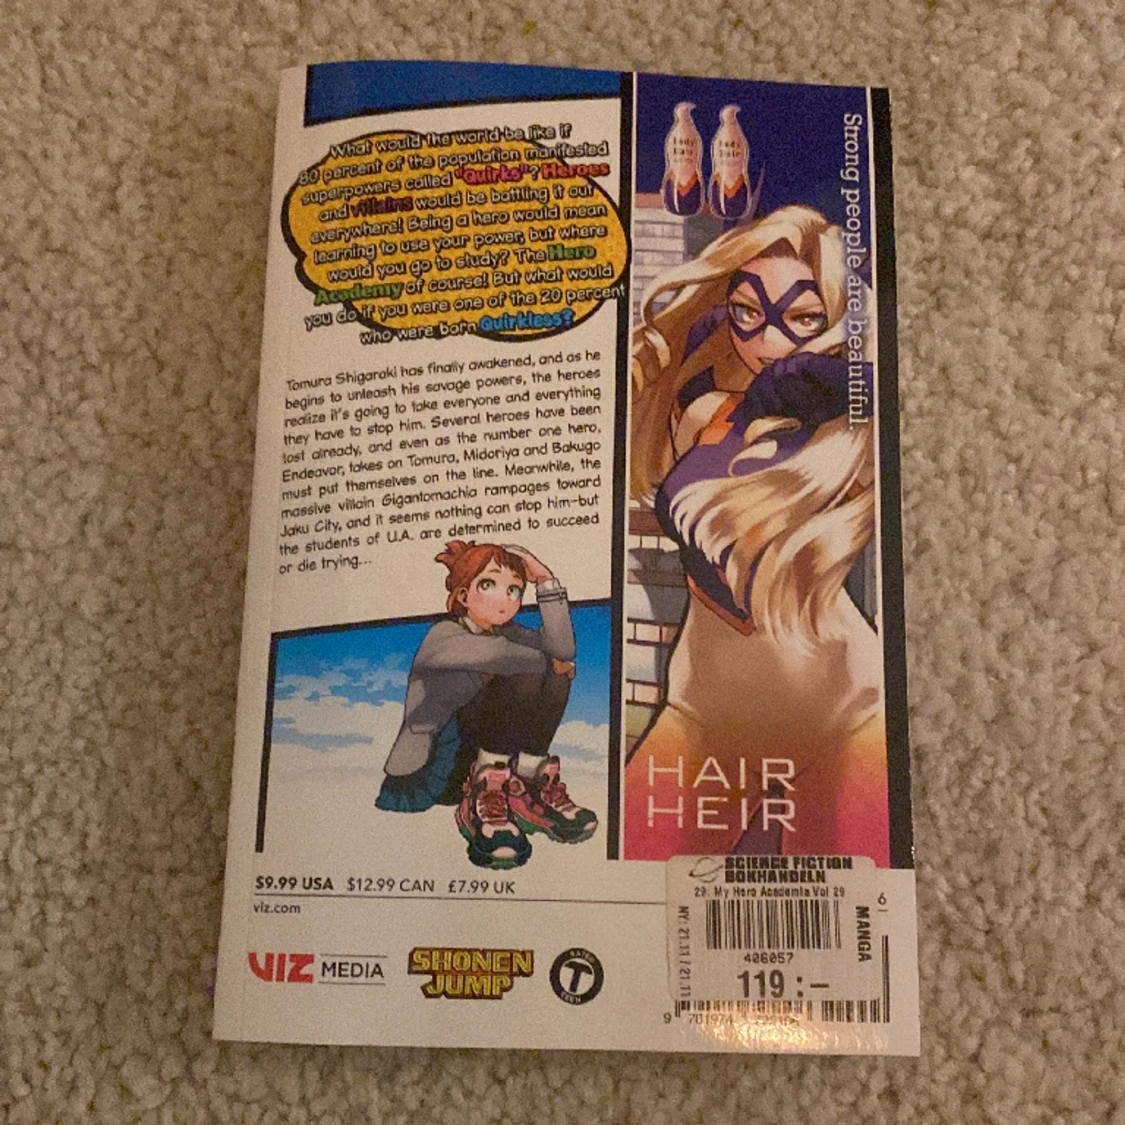 What would the world be like if
80 percent of the population manifested
superpowers called "Quirks"? Heroes
and villains would be battling it out
everywhere! Being a hero would mean
learning to use your power, but where
would you go to study? The Hero
Academy of course! But what would
you do if you were one of the 20 percent
who were born Quirkless?
Tomura Shigaraki has finally awakened, and as he
begins to unleash his savage powers, the heroes
realize it's going to take everyone and everything
they have to stop him. Several heroes have been
lost already, and even as the number one hero,
Endeavor, takes on Tomura, Midoriya and Bakugo
must put themselves on the line. Meanwhile, the
massive villain Gigantomachia rampages toward
Jaku City, and it seems nothing can stop him—but
the students of U.A. are determined to succeed
or die trying...
Strong people are beautiful.
HAIR
HEIR
$9.99 USA $12.99 CAN £7.99 UK
viz.com
VIZ MEDIA
SHONEN
JUMP
RATED
T
TEEN
SCIENCE FICTION
BOKHANDELN
29: My Hero Academia Vol 29
NY: 21.11 / 21.11
MANGA
406057
119 :-
9 781974